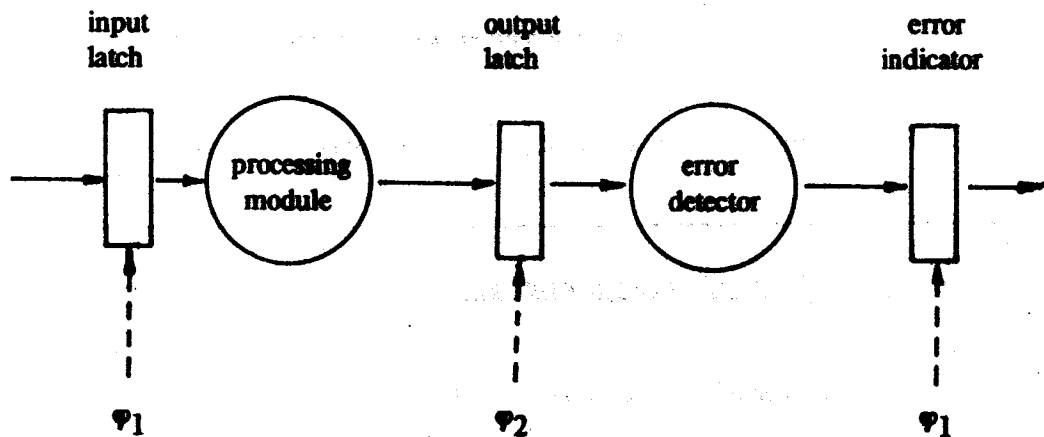 input
latch
output
latch
error
indicator
processing
module
error
detector
φ1
φ2
φ1